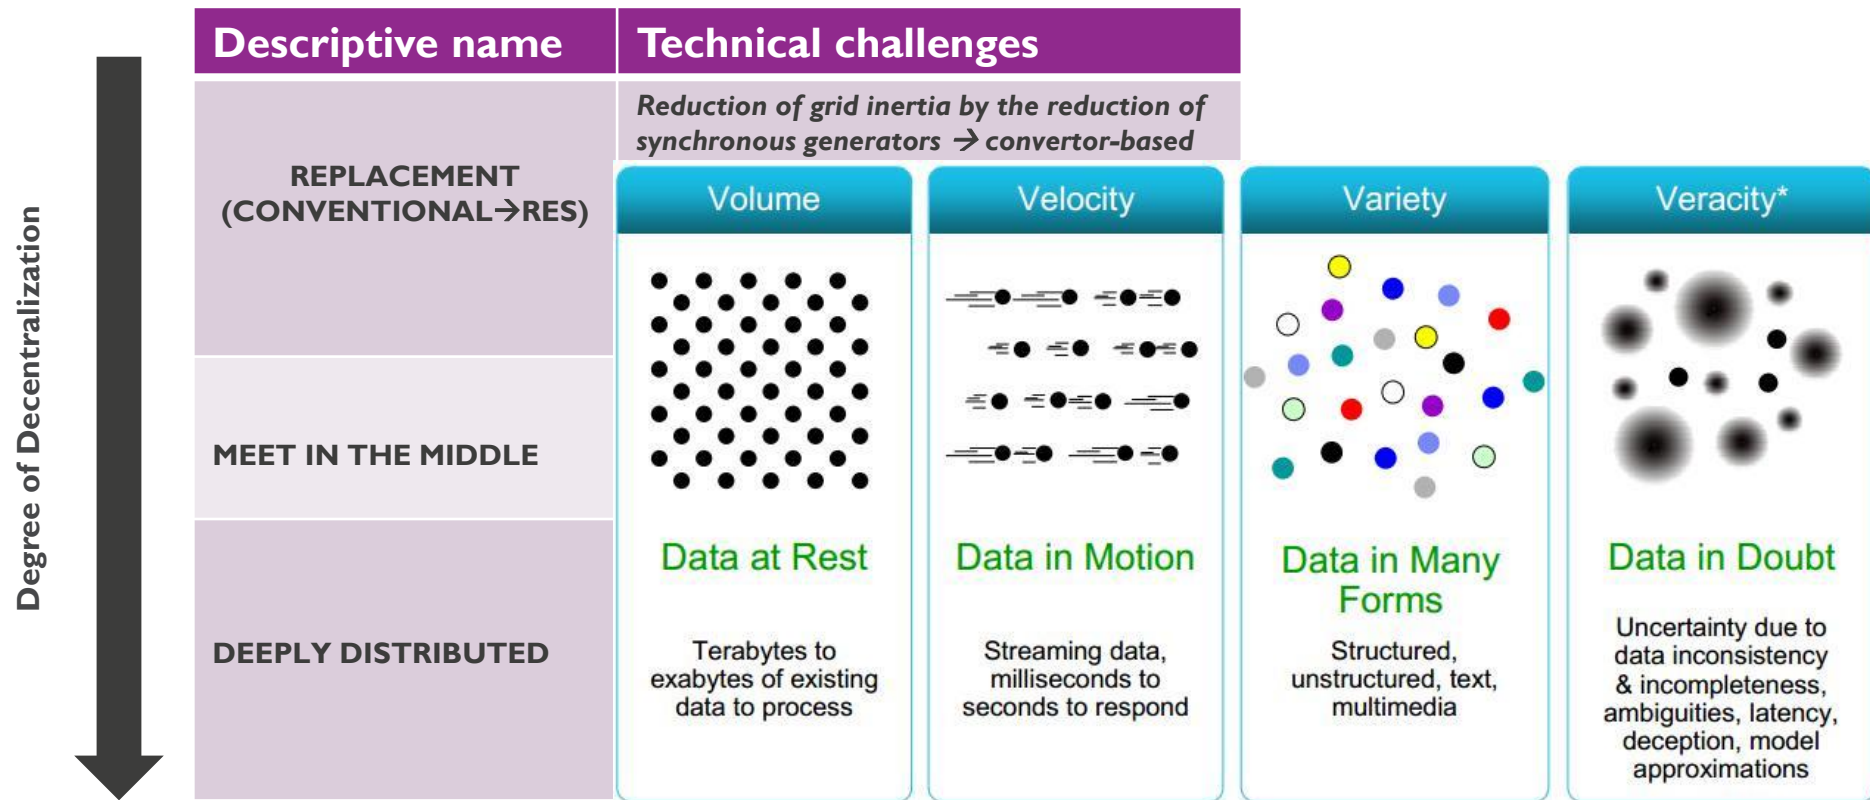 Degree of Decentralization
Descriptive name
Technical challenges
REPLACEMENT
(CONVENTIONAL→RES)
Reduction of grid inertia by the reduction of
synchronous generators → convertor-based
MEET IN THE MIDDLE
DEEPLY DISTRIBUTED
Volume
Data at Rest
Terabytes to
exabytes of existing
data to process
Velocity
Data in Motion
Streaming data,
milliseconds to
seconds to respond
Variety
Data in Many
Forms
Structured,
unstructured, text,
multimedia
Veracity*
Data in Doubt
Uncertainty due to
data inconsistency
& incompleteness,
ambiguities, latency,
deception, model
approximations